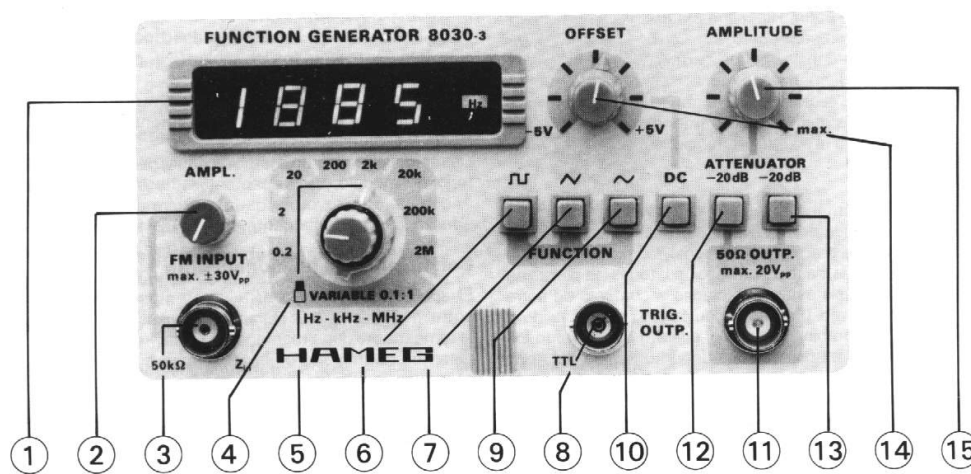 FUNCTION GENERATOR 8030-3
OFFSET
AMPLITUDE
1885
Hz
-5V
+5V
max.
AMPL.
20
200
2k
20k
2
200k
0.2
2M
DC
ATTENUATOR
-20dB -20dB
FM INPUT
max. ±30Vpp
FUNCTION
50Ω OUTP.
max. 20Vpp
VARIABLE 0.1:1
Hz - kHz - MHz
TRIG.
OUTP.
HAMEG
50kΩ
TTL
1
2
3
4
5
6
7
9
8
10
12
11
13
14
15